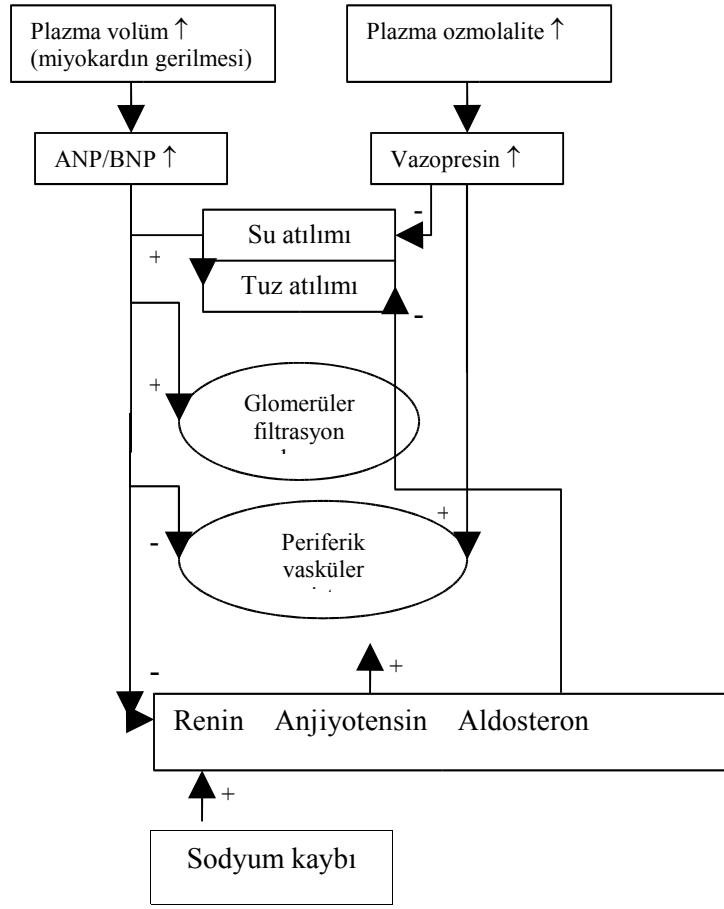 Plazma volüm ↑
(miyokardın gerilmesi)
Plazma ozmolalite ↑
ANP/BNP ↑
Vazopresin ↑
-
Su atılımı
+
Tuz atılımı
-
+
Glomerüler
filtrasyon
+
-
Periferik
vasküler
-
+
Renin Anjiyotensin Aldosteron
+
Sodyum kaybı